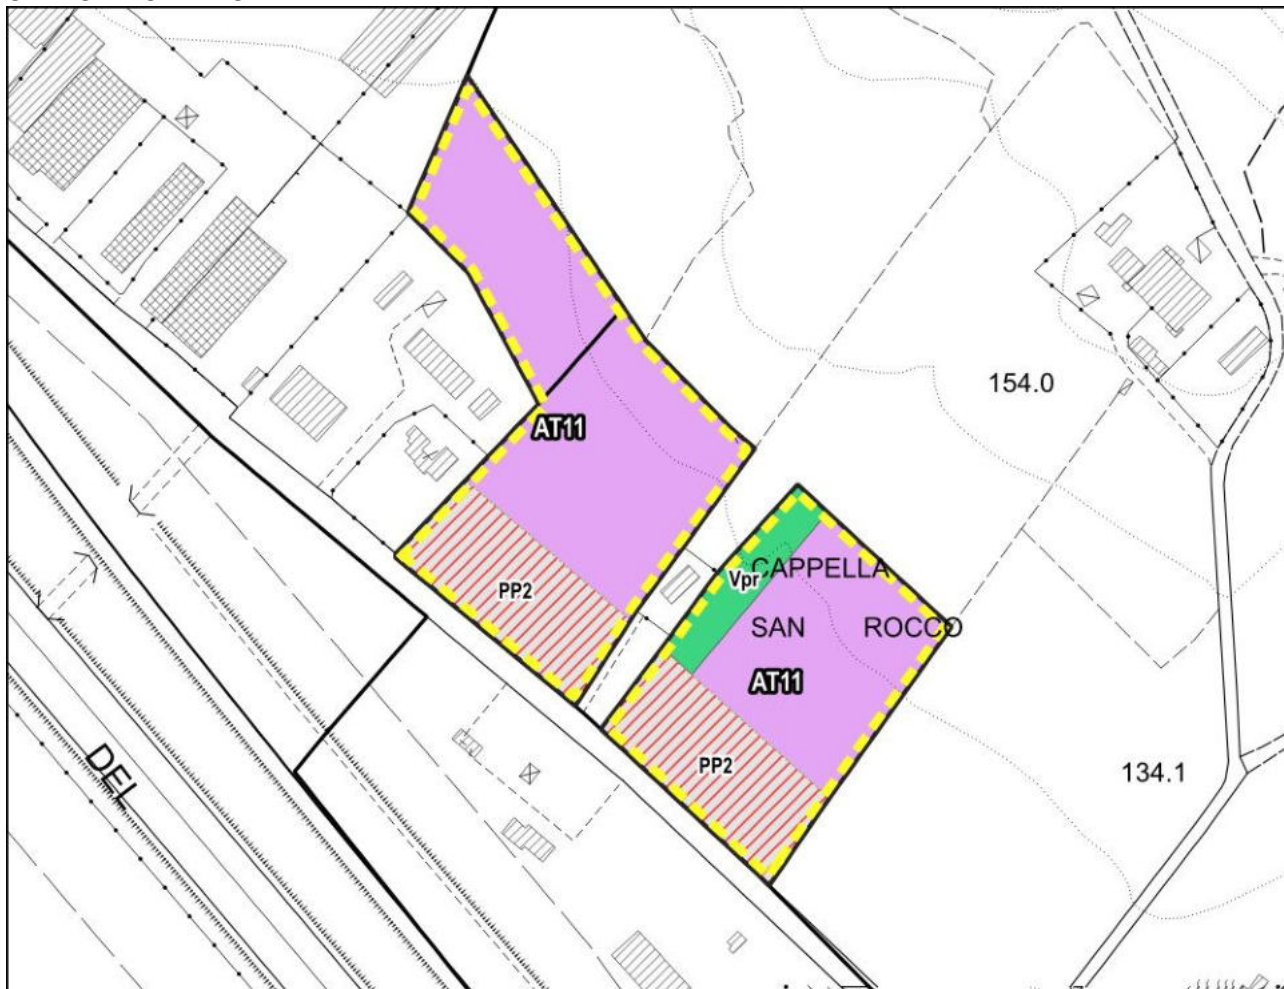 154.0
AT11
CAPPELLA
Vpr
PP2
SAN ROCCO
AT11
PP2
134.1
DEL